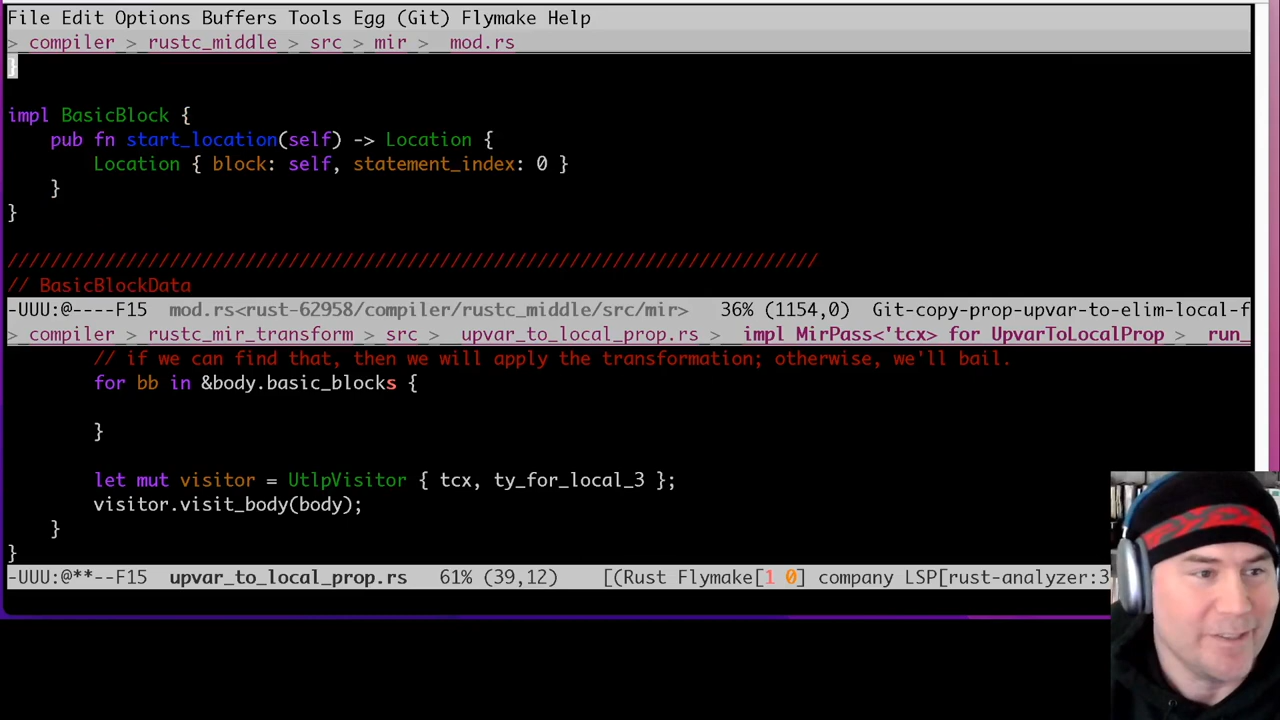 File Edit Options Buffers Tools Egg (Git) Flymake Help
> compiler > rustc_middle > src > mir > mod.rs
}
impl BasicBlock {
pub fn start_location(self) -> Location {
Location { block: self, statement_index: 0 }
}
}
///////////////////////////////////////////////////////////////////////////
// BasicBlockData
-UUU:@----F15 mod.rs<rust-62958/compiler/rustc_middle/src/mir> 36% (1154,0) Git-copy-prop-upvar-to-elim-local-f
> compiler > rustc_mir_transform > src > upvar_to_local_prop.rs > impl MirPass<'tcx> for UpvarToLocalProp > run_
// if we can find that, then we will apply the transformation; otherwise, we'll bail.
for bb in &body.basic_blocks {
}
let mut visitor = UtlpVisitor { tcx, ty_for_local_3 };
visitor.visit_body(body);
}
}
-UUU:@**--F15 upvar_to_local_prop.rs 61% (39,12) [(Rust Flymake[1 0] company LSP[rust-analyzer:3